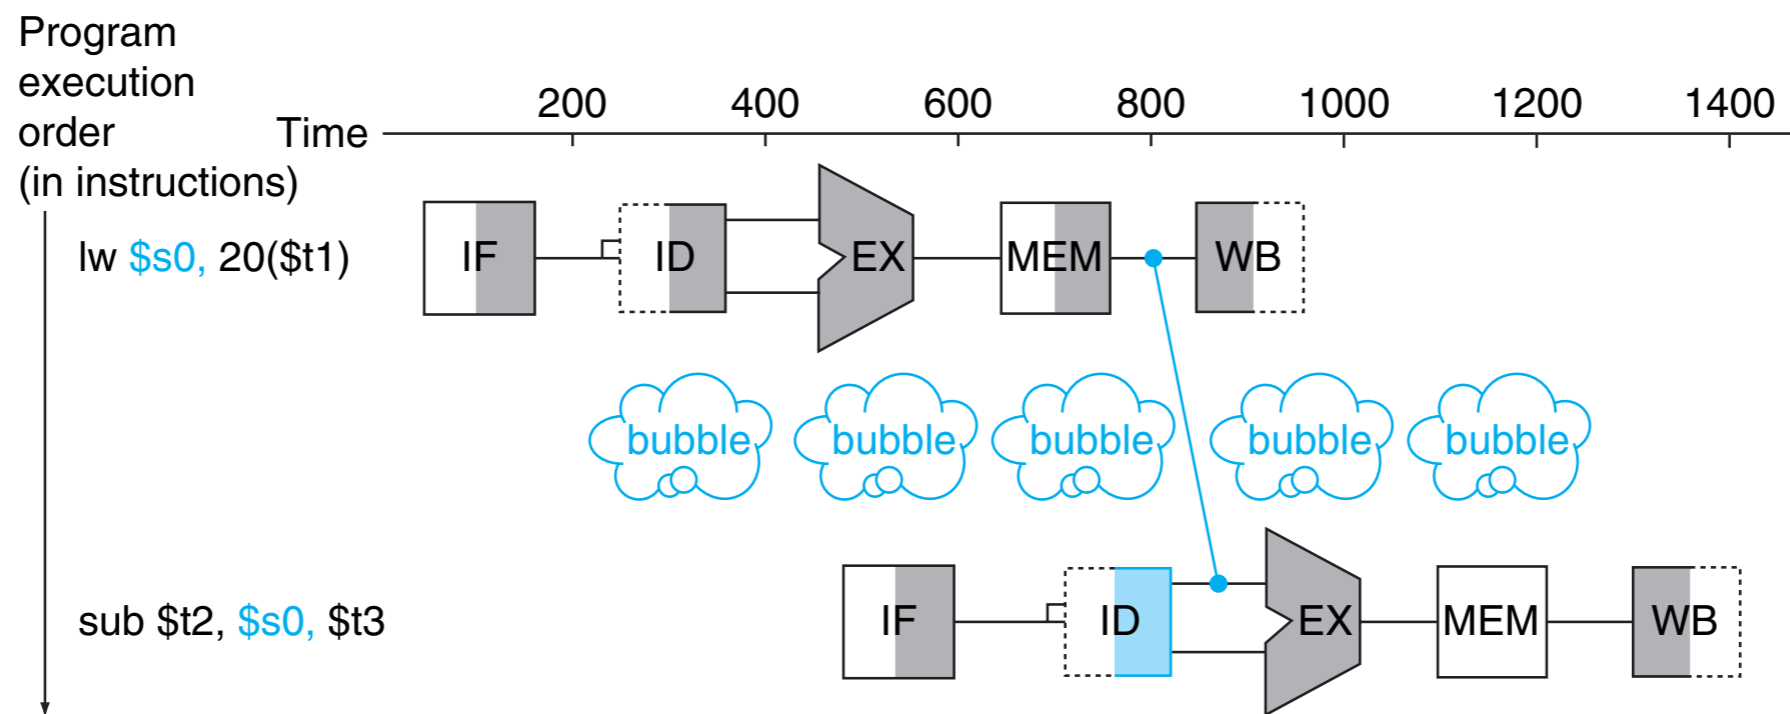 Program
execution
order
(in instructions)
Time
200 400 600 800 1000 1200 1400
lw $s0, 20($t1)
IF ID EX MEM WB
bubble bubble bubble bubble bubble
sub $t2, $s0, $t3
IF ID EX MEM WB